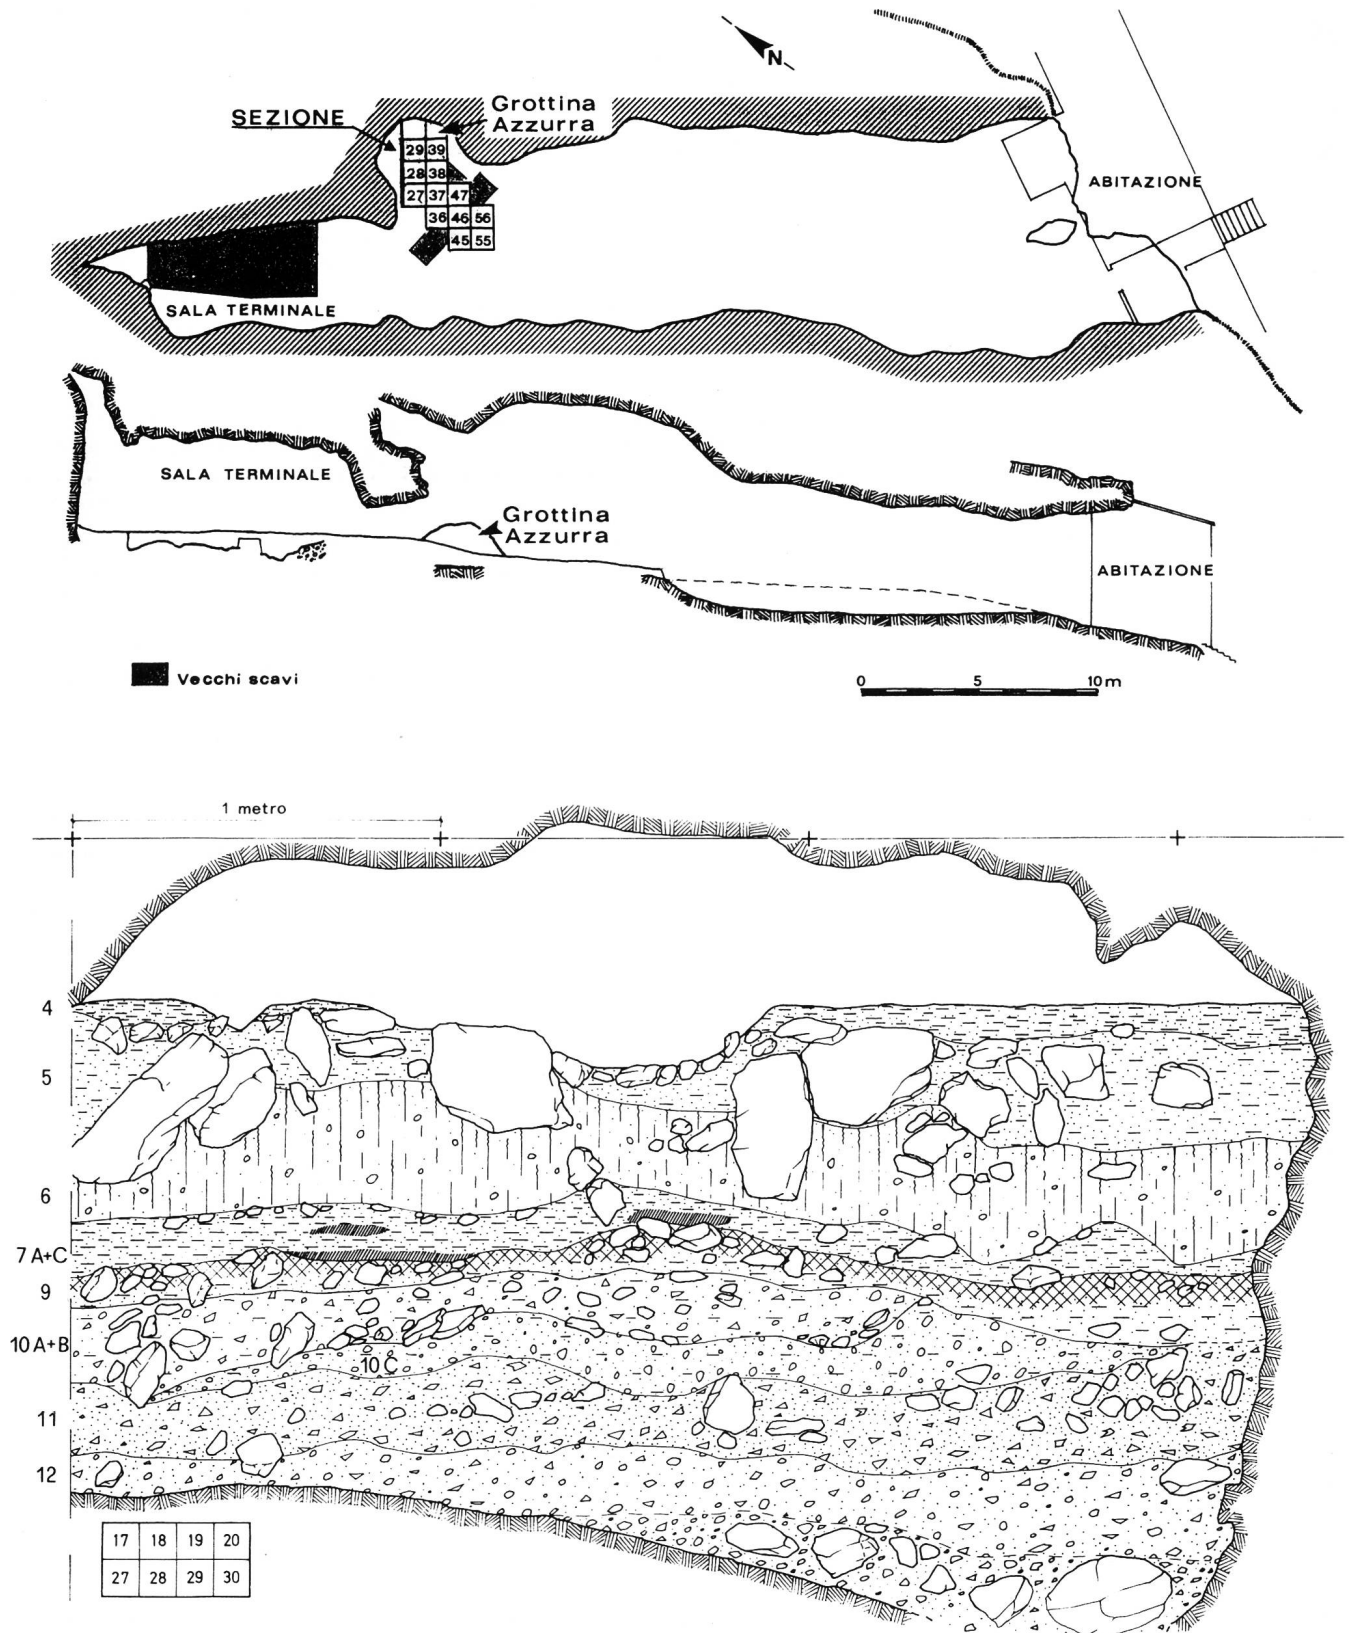 N
SEZIONE
Grottina
Azzurra
29 39
28 38
27 37 47
36 46 56
45 55
ABITAZIONE
SALA TERMINALE
SALA TERMINALE
Grottina
Azzurra
ABITAZIONE
Vecchi scavi
0 5 10 m
1 metro
4
5
6
7 A+C
9
10 A+B
10 C
11
12
17 18 19 20
27 28 29 30